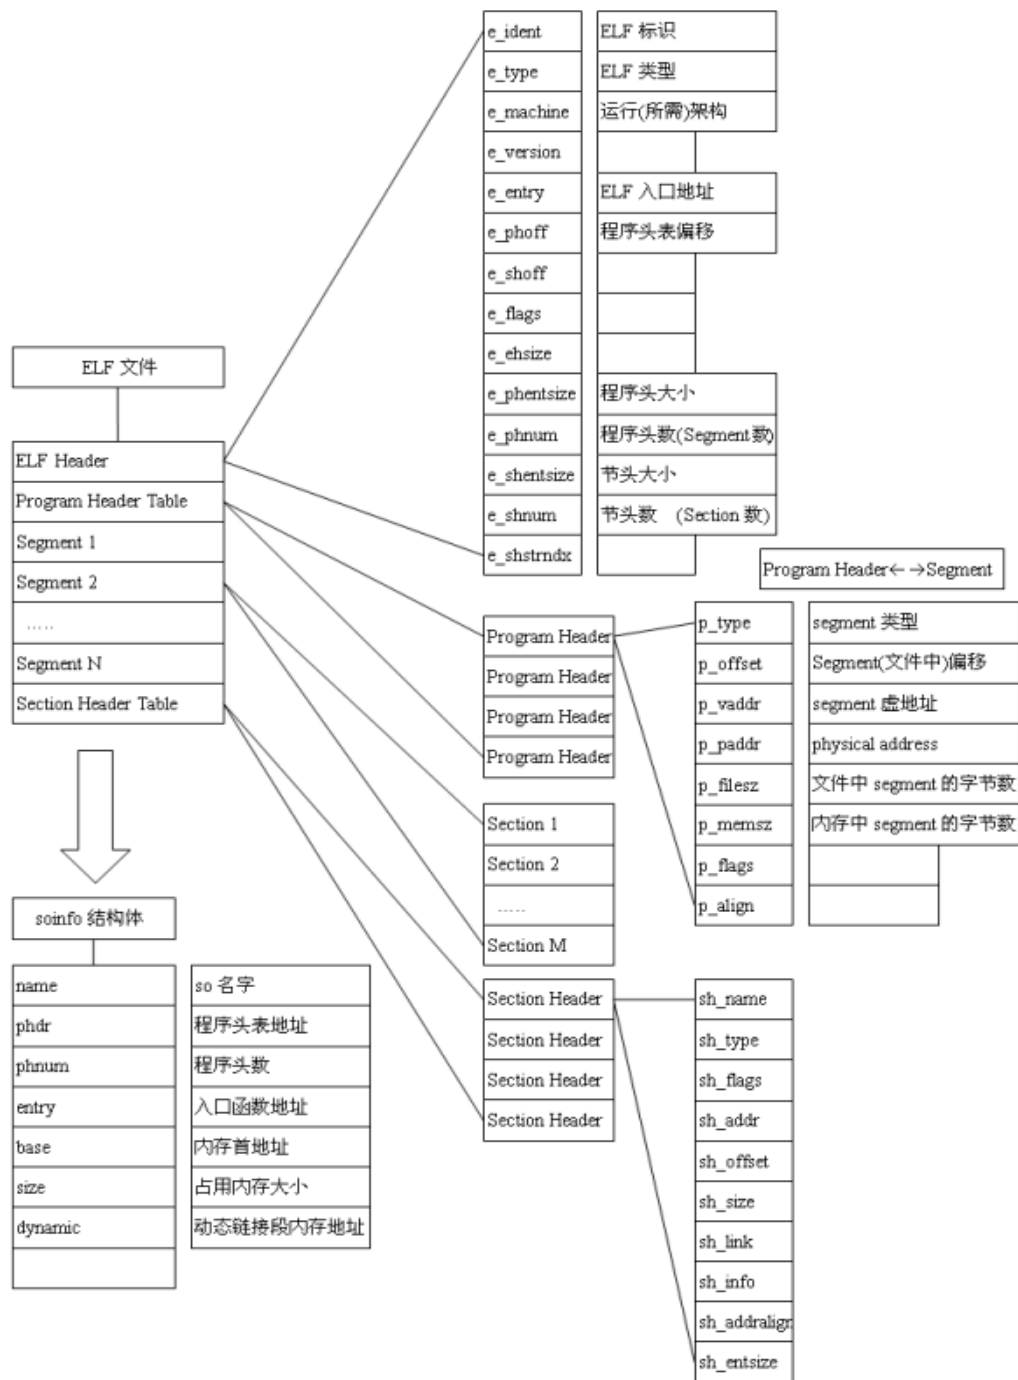 e_ident ELF 标识
e_type ELF 类型
e_machine 运行(所需)架构
e_version
e_entry ELF 入口地址
e_phoff 程序头表偏移
e_shoff
e_flags
e_ehsize
e_phentsize 程序头大小
e_phnum 程序头数(Segment 数)
e_shentsize 节头大小
e_shnum 节头数 (Section 数)
e_shstrndx
ELF 文件
ELF Header
Program Header Table
Segment 1
Segment 2
.....
Segment N
Section Header Table
Program Header← →Segment
Program Header
Program Header
Program Header
Program Header
p_type segment 类型
p_offset Segment(文件中)偏移
p_vaddr segment 虚地址
p_paddr physical address
p_filesz 文件中 segment 的字节数
p_memsz 内存中 segment 的字节数
p_flags
p_align
Section 1
Section 2
.....
Section M
soinfo 结构体
name so 名字
phdr 程序头表地址
phnum 程序头数
entry 入口函数地址
base 内存首地址
size 占用内存大小
dynamic 动态链接段内存地址
Section Header
Section Header
Section Header
Section Header
sh_name
sh_type
sh_flags
sh_addr
sh_offset
sh_size
sh_link
sh_info
sh_addralign
sh_entsize